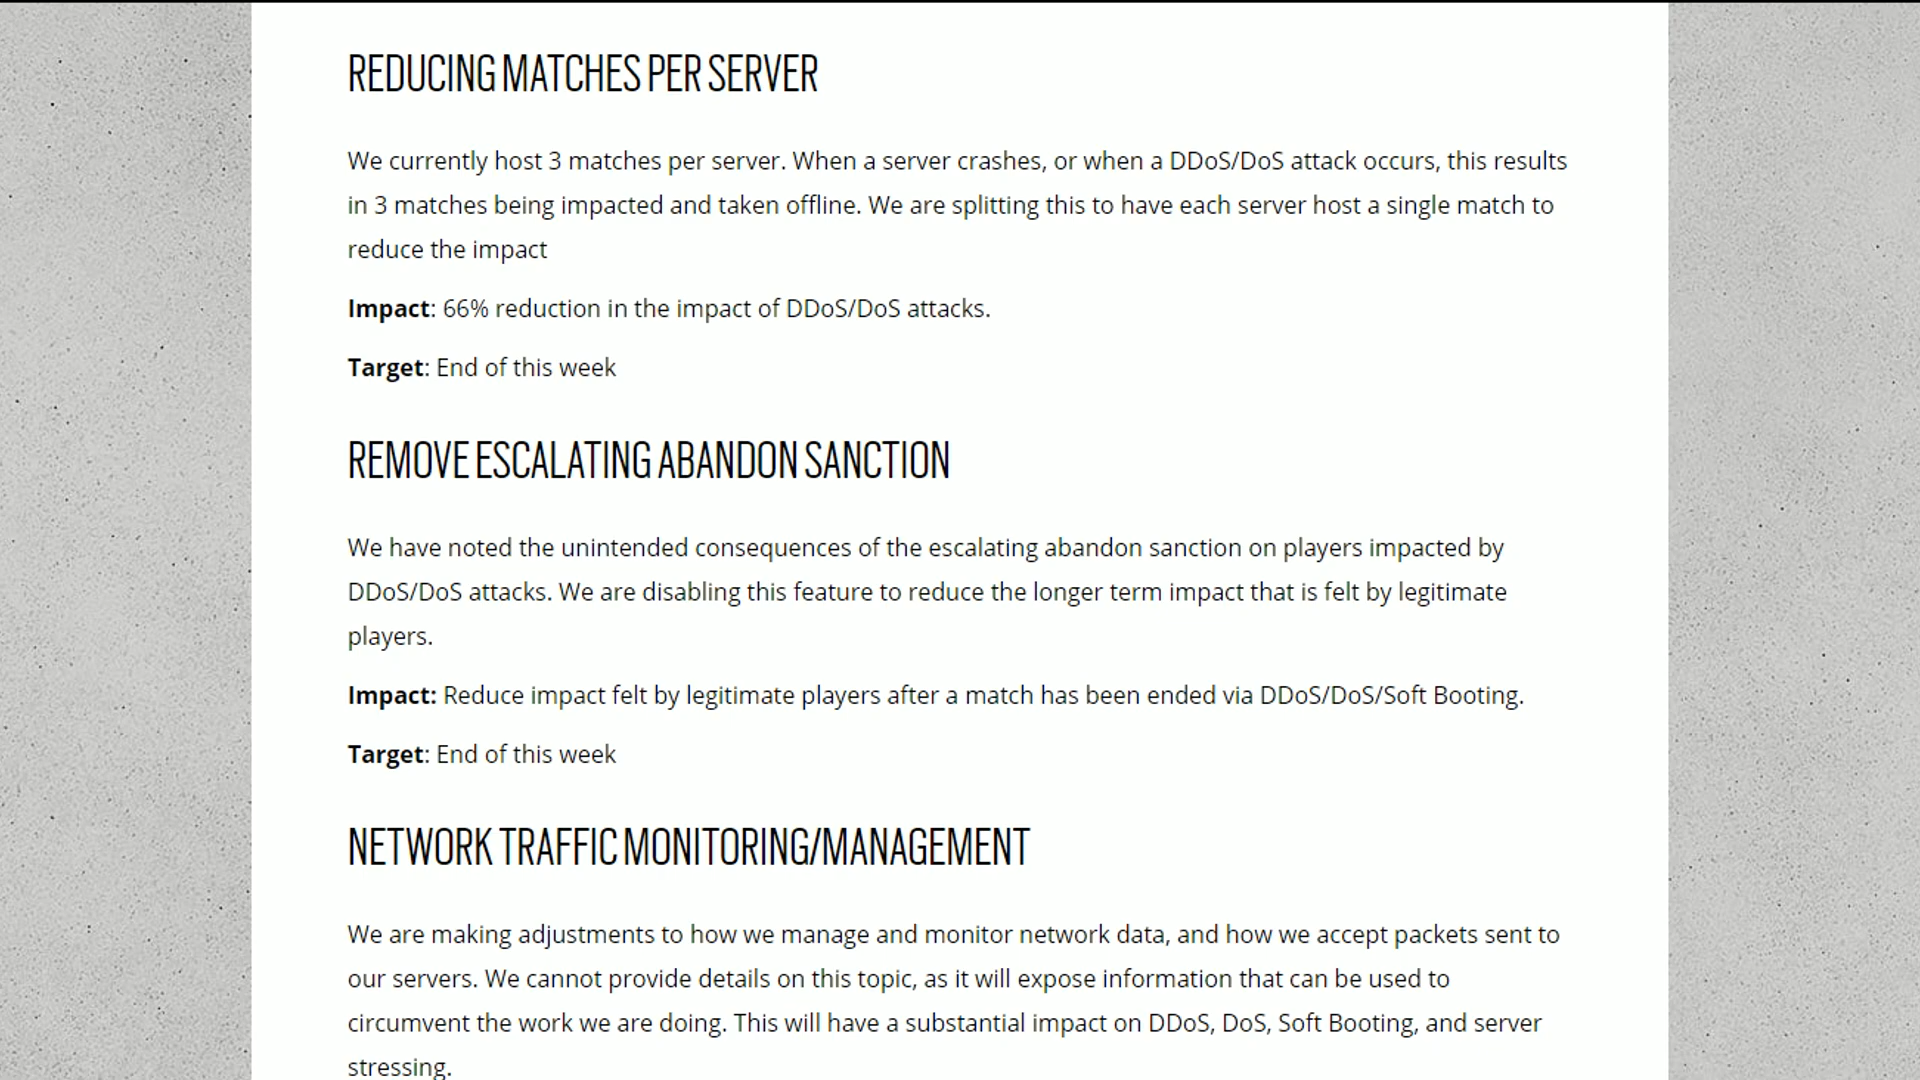 REDUCING MATCHES PER SERVER
We currently host 3 matches per server. When a server crashes, or when a DDoS/DoS attack occurs, this results
in 3 matches being impacted and taken offline. We are splitting this to have each server host a single match to
reduce the impact
Impact: 66% reduction in the impact of DDoS/DoS attacks.
Target: End of this week
REMOVE ESCALATING ABANDON SANCTION
We have noted the unintended consequences of the escalating abandon sanction on players impacted by
DDoS/DoS attacks. We are disabling this feature to reduce the longer term impact that is felt by legitimate
players.
Impact: Reduce impact felt by legitimate players after a match has been ended via DDoS/DoS/Soft Booting.
Target: End of this week
NETWORK TRAFFIC MONITORING/MANAGEMENT
We are making adjustments to how we manage and monitor network data, and how we accept packets sent to
our servers. We cannot provide details on this topic, as it will expose information that can be used to
circumvent the work we are doing. This will have a substantial impact on DDoS, DoS, Soft Booting, and server
stressing.